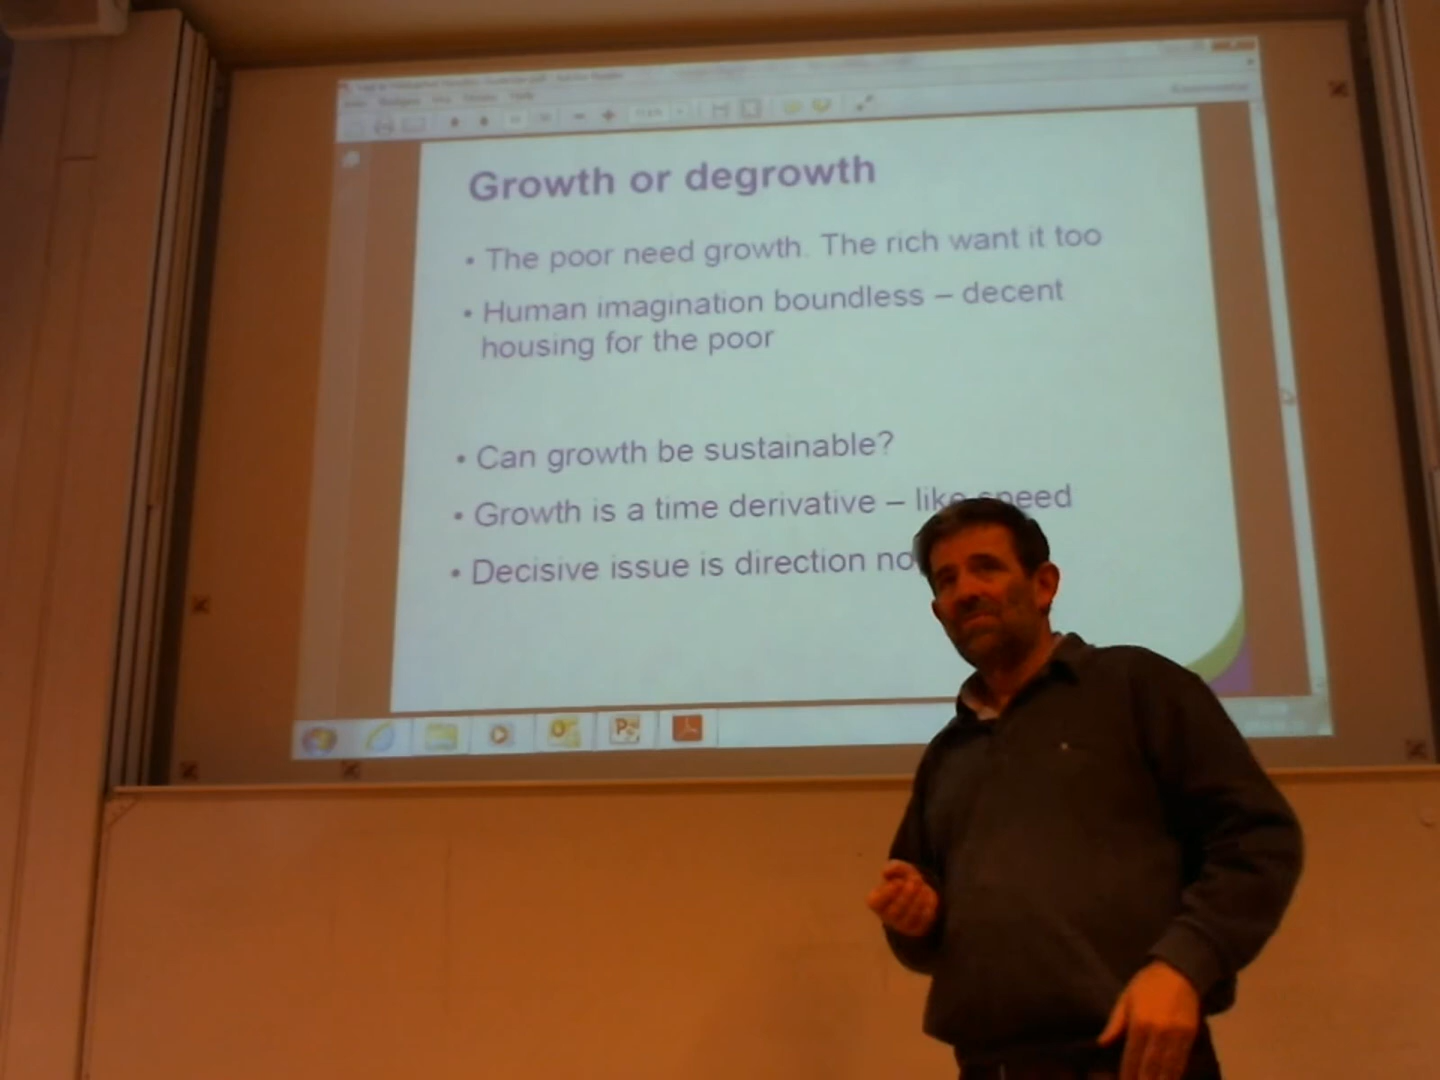 Growth or degrowth
• The poor need growth. The rich want it too
• Human imagination boundless – decent
housing for the poor
• Can growth be sustainable?
• Growth is a time derivative – like speed
• Decisive issue is direction